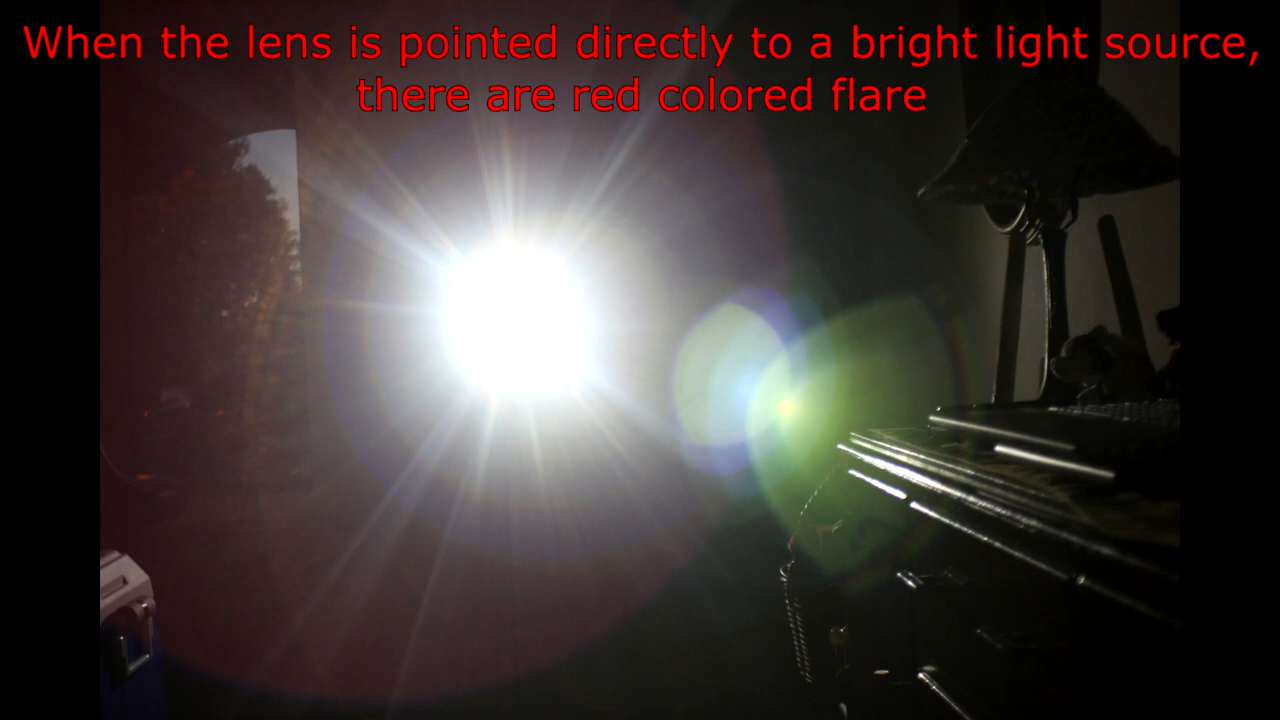 When the lens is pointed directly to a bright light source,
there are red colored flare